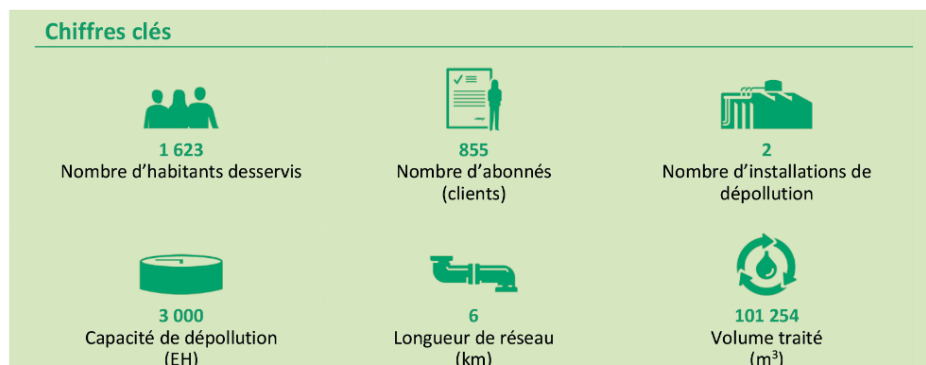 Chiffres clés
1 623
Nombre d'habitants desservis
855
Nombre d'abonnés
(clients)
2
Nombre d'installations de
dépollution
3 000
Capacité de dépollution
(EH)
6
Longueur de réseau
(km)
101 254
Volume traité
(m³)